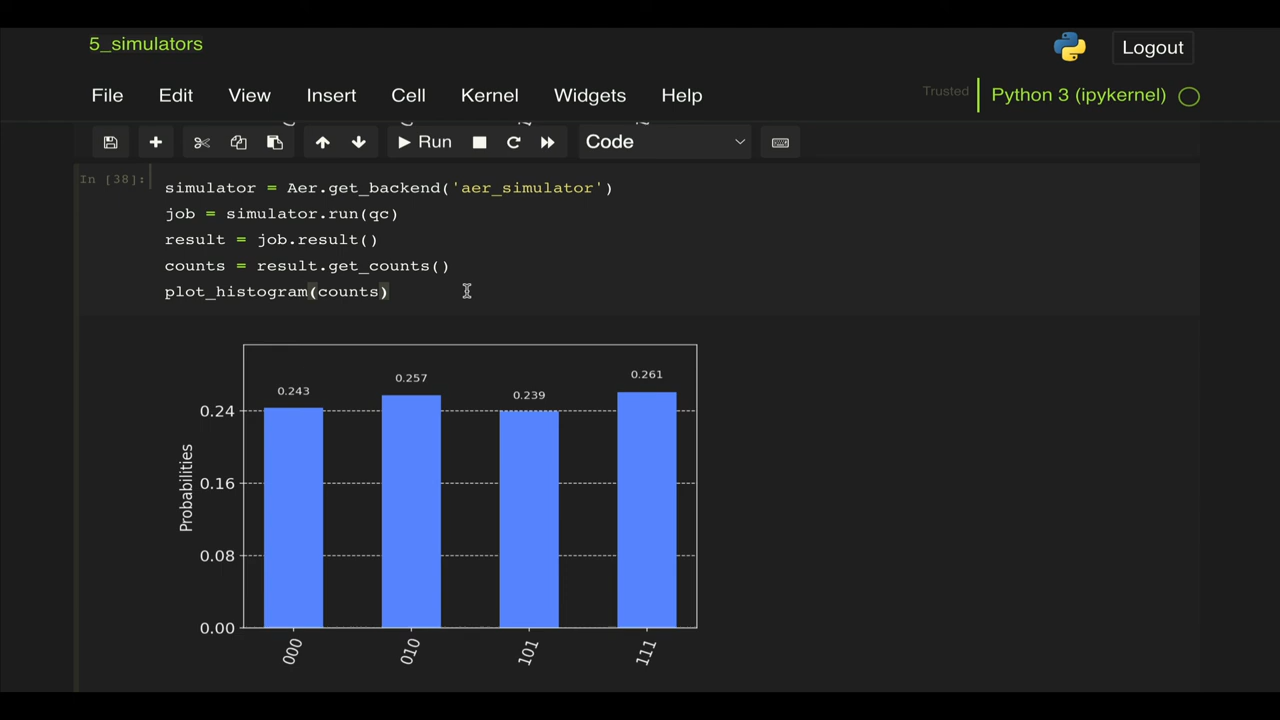 5_simulators
Logout
File Edit View Insert Cell Kernel Widgets Help
Trusted
Python 3 (ipykernel)
Run
Code
In [38]:
simulator = Aer.get_backend('aer_simulator')
job = simulator.run(qc)
result = job.result()
counts = result.get_counts()
plot_histogram(counts)
0.243
0.257
0.239
0.261
0.24
0.16
0.08
0.00
Probabilities
000 010 101 111